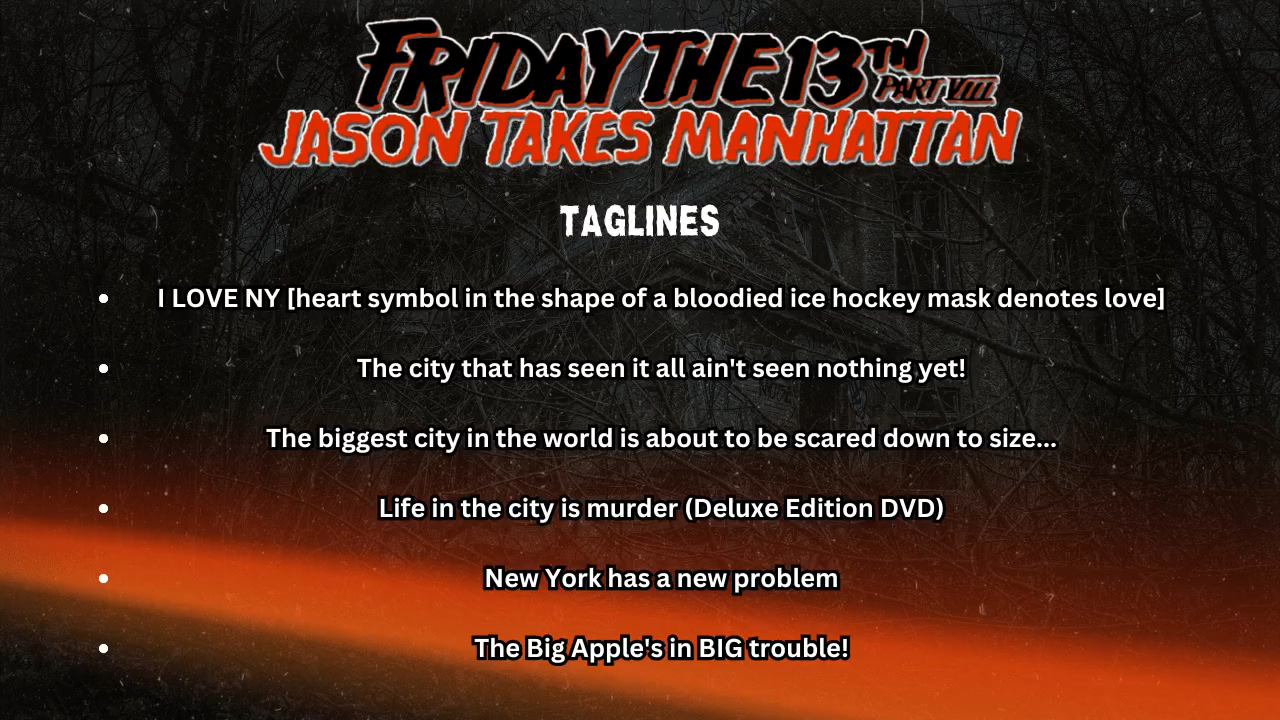 FRIDAY THE 13TH
PART VIII
JASON TAKES MANHATTAN
TAGLINES
• I LOVE NY [heart symbol in the shape of a bloodied ice hockey mask denotes love]
• The city that has seen it all ain't seen nothing yet!
• The biggest city in the world is about to be scared down to size...
• Life in the city is murder (Deluxe Edition DVD)
• New York has a new problem
• The Big Apple's in BIG trouble!